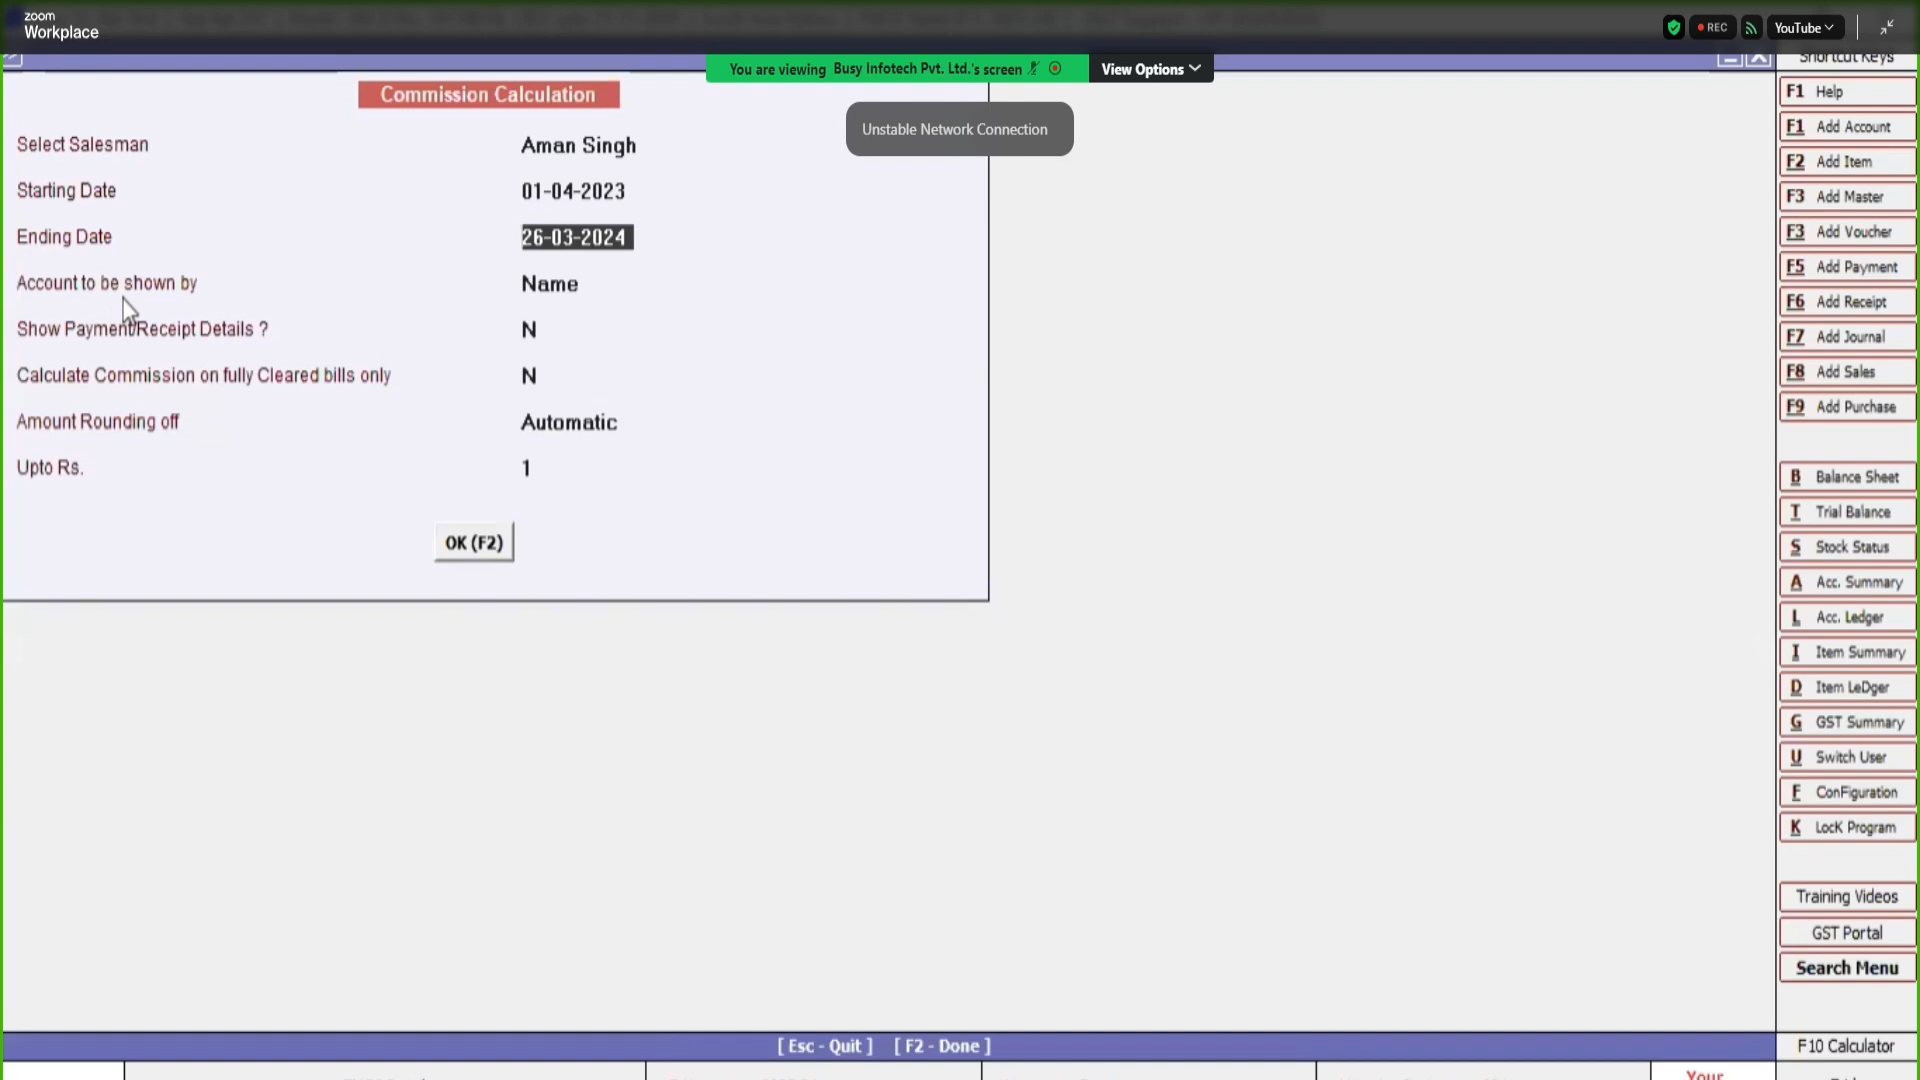 zoom
Workplace
REC
YouTube
You are viewing Busy Infotech Pvt. Ltd.'s screen
View Options
Shortcut Keys
Commission Calculation
Unstable Network Connection
Select Salesman Aman Singh
Starting Date 01-04-2023
Ending Date 26-03-2024
Account to be shown by Name
Show Payment/Receipt Details ? N
Calculate Commission on fully Cleared bills only N
Amount Rounding off Automatic
Upto Rs. 1
OK (F2)
F1 Help
F1 Add Account
F2 Add Item
F3 Add Master
F3 Add Voucher
F5 Add Payment
F6 Add Receipt
F7 Add Journal
F8 Add Sales
F9 Add Purchase
B Balance Sheet
T Trial Balance
S Stock Status
A Acc. Summary
L Acc. Ledger
I Item Summary
D Item LeDger
G GST Summary
U Switch User
F ConFiguration
K LocK Program
Training Videos
GST Portal
Search Menu
[ Esc - Quit ] [ F2 - Done ]
F10 Calculator
Your